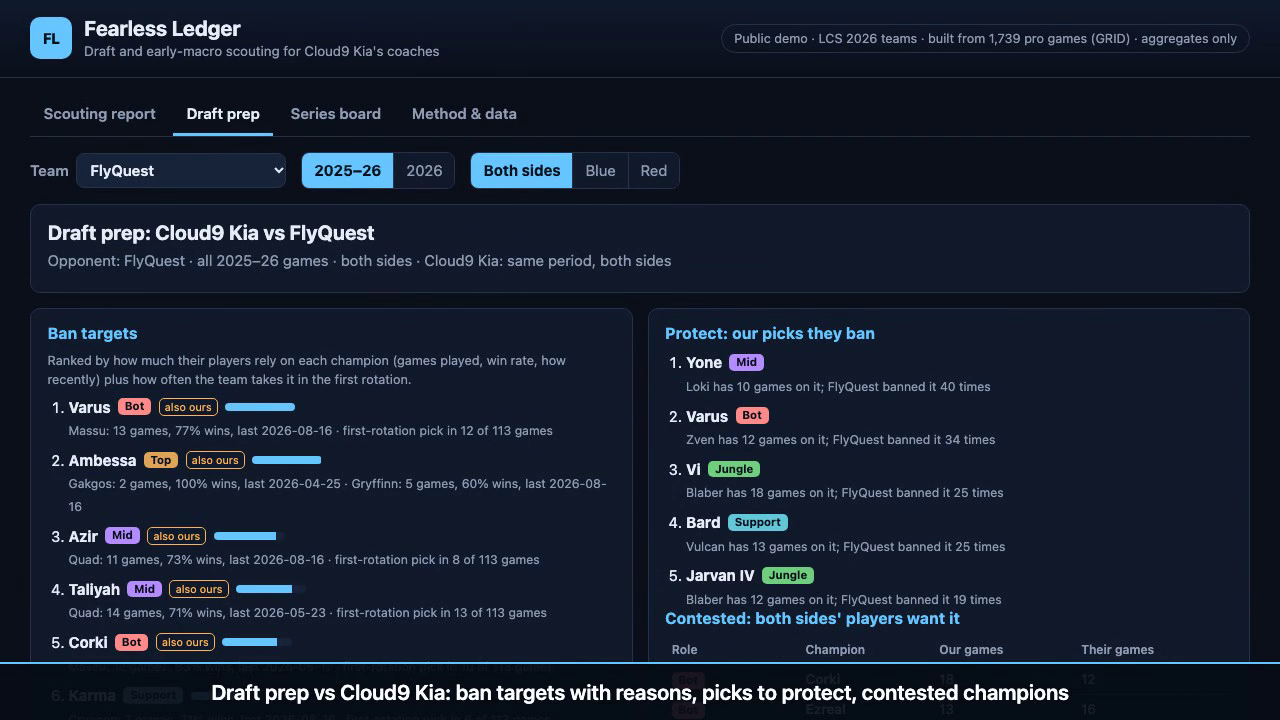 FL
Fearless Ledger
Draft and early-macro scouting for Cloud9 Kia's coaches
Public demo · LCS 2026 teams · built from 1,739 pro games (GRID) · aggregates only
Scouting report
Draft prep
Series board
Method & data
Team
FlyQuest
2025–26
2026
Both sides
Blue
Red
Draft prep: Cloud9 Kia vs FlyQuest
Opponent: FlyQuest · all 2025–26 games · both sides · Cloud9 Kia: same period, both sides
Ban targets
Ranked by how much their players rely on each champion (games played, win rate, how
recently) plus how often the team takes it in the first rotation.
1. Varus Bot also ours
Massu: 13 games, 77% wins, last 2026-08-16 · first-rotation pick in 12 of 113 games
2. Ambessa Top also ours
Gakgos: 2 games, 100% wins, last 2026-04-25 · Gryffinn: 5 games, 60% wins, last 2026-08-
16
3. Azir Mid also ours
Quad: 11 games, 73% wins, last 2026-08-16 · first-rotation pick in 8 of 113 games
4. Taliyah Mid also ours
Quad: 14 games, 71% wins, last 2026-05-23 · first-rotation pick in 13 of 113 games
5. Corki Bot also ours
6. Karma Support
Protect: our picks they ban
1. Yone Mid
Loki has 10 games on it; FlyQuest banned it 40 times
2. Varus Bot
Zven has 12 games on it; FlyQuest banned it 34 times
3. Vi Jungle
Blaber has 18 games on it; FlyQuest banned it 25 times
4. Bard Support
Vulcan has 13 games on it; FlyQuest banned it 25 times
5. Jarvan IV Jungle
Blaber has 12 games on it; FlyQuest banned it 19 times
Contested: both sides' players want it
Role Champion Our games Their games
Bot Corki 18 12
Bot Ezreal 13 16
Draft prep vs Cloud9 Kia: ban targets with reasons, picks to protect, contested champions